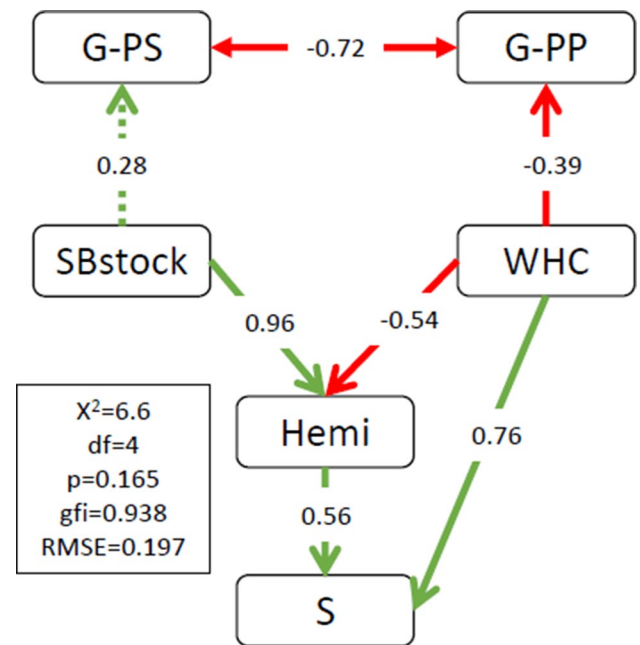 G-PS
-0.72
G-PP
0.28
-0.39
SBstock
WHC
0.96
-0.54
X²=6.6
df=4
p=0.165
gfi=0.938
RMSE=0.197
Hemi
0.76
0.56
S